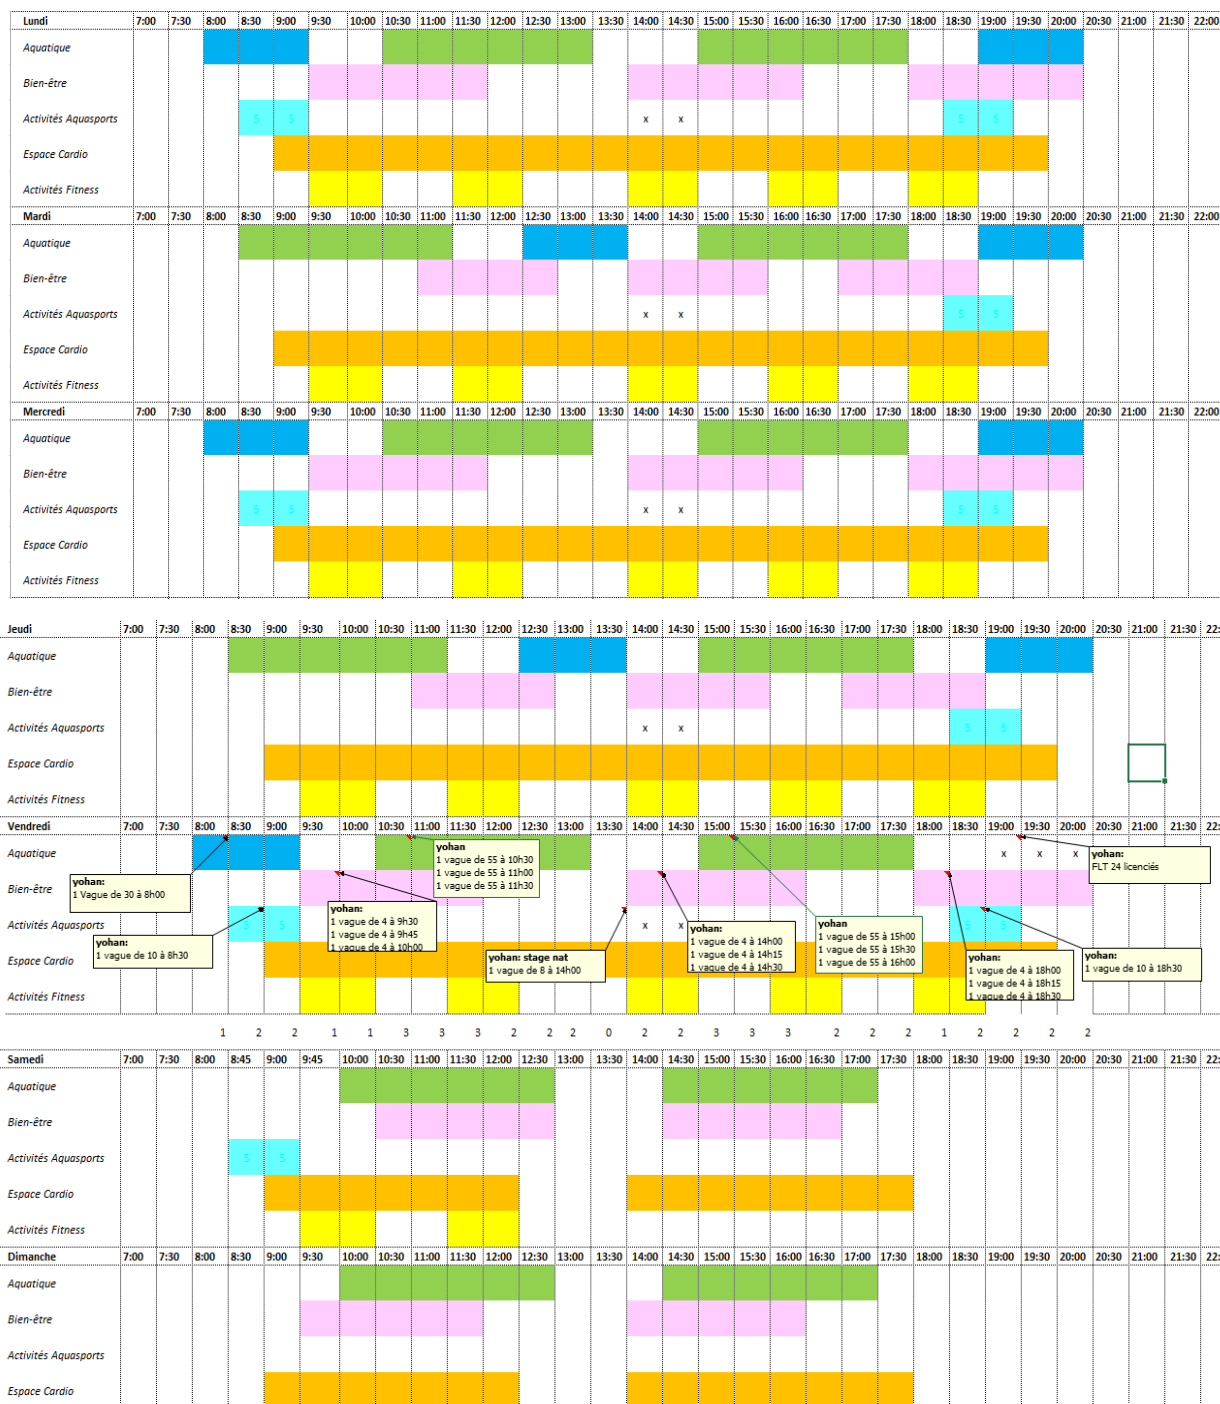 Lundi 7:00 7:30 8:00 8:30 9:00 9:30 10:00 10:30 11:00 11:30 12:00 12:30 13:00 13:30 14:00 14:30 15:00 15:30 16:00 16:30 17:00 17:30 18:00 18:30 19:00 19:30 20:00 20:30 21:00 21:30 22:00
Aquatique
Bien-être
Activités Aquasports 5 5 x x 5 5
Espace Cardio
Activités Fitness
Mardi 7:00 7:30 8:00 8:30 9:00 9:30 10:00 10:30 11:00 11:30 12:00 12:30 13:00 13:30 14:00 14:30 15:00 15:30 16:00 16:30 17:00 17:30 18:00 18:30 19:00 19:30 20:00 20:30 21:00 21:30 22:00
Aquatique
Bien-être
Activités Aquasports x x 5 5
Espace Cardio
Activités Fitness
Mercredi 7:00 7:30 8:00 8:30 9:00 9:30 10:00 10:30 11:00 11:30 12:00 12:30 13:00 13:30 14:00 14:30 15:00 15:30 16:00 16:30 17:00 17:30 18:00 18:30 19:00 19:30 20:00 20:30 21:00 21:30 22:00
Aquatique
Bien-être
Activités Aquasports 5 5 x x 5 5
Espace Cardio
Activités Fitness
Jeudi 7:00 7:30 8:00 8:30 9:00 9:30 10:00 10:30 11:00 11:30 12:00 12:30 13:00 13:30 14:00 14:30 15:00 15:30 16:00 16:30 17:00 17:30 18:00 18:30 19:00 19:30 20:00 20:30 21:00 21:30 22:
Aquatique
Bien-être
Activités Aquasports x x 5 5
Espace Cardio
Activités Fitness
Vendredi 7:00 7:30 8:00 8:30 9:00 9:30 10:00 10:30 11:00 11:30 12:00 12:30 13:00 13:30 14:00 14:30 15:00 15:30 16:00 16:30 17:00 17:30 18:00 18:30 19:00 19:30 20:00 20:30 21:00 21:30 22:
Aquatique x x x
yohan
1 vague de 55 à 10h30
1 vague de 55 à 11h00
1 vague de 55 à 11h30
yohan:
FLT 24 licenciés
Bien-être
yohan:
1 Vague de 30 à 8h00
yohan:
1 vague de 4 à 9h30
1 vague de 4 à 9h45
1 vague de 4 à 10h00
Activités Aquasports 5 5 x x 5 5
yohan:
1 vague de 4 à 14h00
1 vague de 4 à 14h15
1 vague de 4 à 14h30
yohan
1 vague de 55 à 15h00
1 vague de 55 à 15h30
1 vague de 55 à 16h00
yohan:
1 vague de 10 à 8h30
Espace Cardio
yohan: stage nat
1 vague de 8 à 14h00
yohan:
1 vague de 4 à 18h00
1 vague de 4 à 18h15
1 vague de 4 à 18h30
yohan:
1 vague de 10 à 18h30
Activités Fitness
1 2 2 1 1 3 3 3 2 2 2 0 2 2 3 3 3 2 2 2 1 2 2 2 2
Samedi 7:00 7:30 8:00 8:45 9:00 9:45 10:00 10:30 11:00 11:30 12:00 12:30 13:00 13:30 14:00 14:30 15:00 15:30 16:00 16:30 17:00 17:30 18:00 18:30 19:00 19:30 20:00 20:30 21:00 21:30 22:
Aquatique
Bien-être
Activités Aquasports 5 5
Espace Cardio
Activités Fitness
Dimanche 7:00 7:30 8:00 8:30 9:00 9:30 10:00 10:30 11:00 11:30 12:00 12:30 13:00 13:30 14:00 14:30 15:00 15:30 16:00 16:30 17:00 17:30 18:00 18:30 19:00 19:30 20:00 20:30 21:00 21:30 22:
Aquatique
Bien-être
Activités Aquasports
Espace Cardio